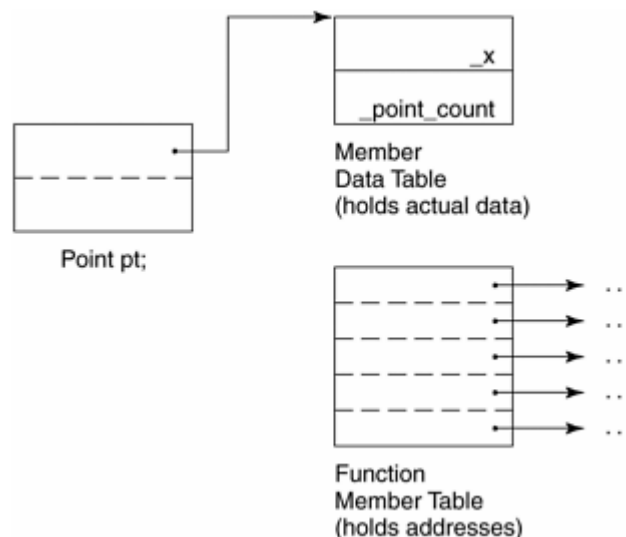 _x
_point_count
Member
Data Table
(holds actual data)
Point pt;
. .
. .
. .
. .
. .
Function
Member Table
(holds addresses)